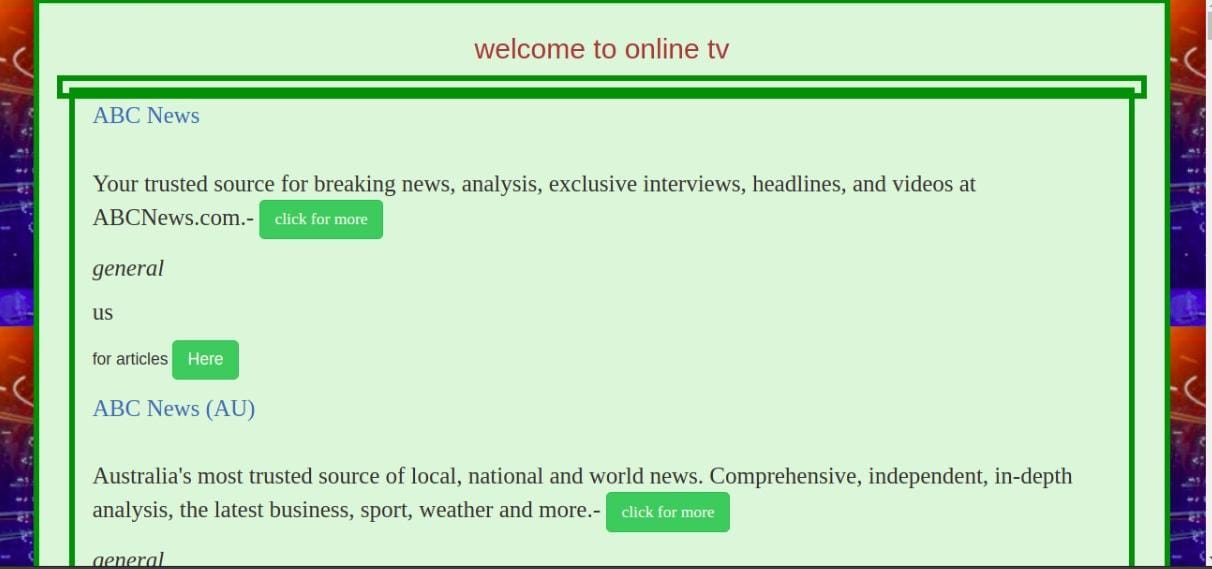 welcome to online tv
ABC News
Your trusted source for breaking news, analysis, exclusive interviews, headlines, and videos at
ABCNews.com.- click for more
general
us
for articles Here
ABC News (AU)
Australia's most trusted source of local, national and world news. Comprehensive, independent, in-depth
analysis, the latest business, sport, weather and more.- click for more
general